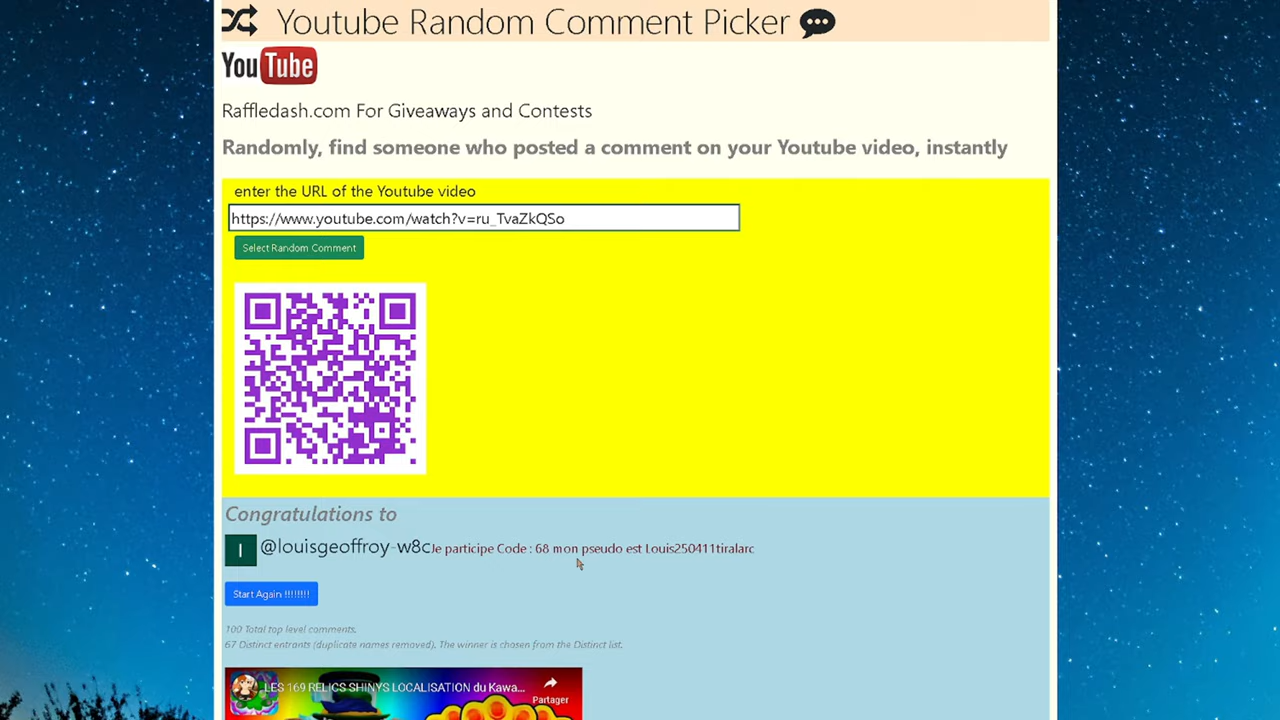 Youtube Random Comment Picker
YouTube
Raffledash.com For Giveaways and Contests
Randomly, find someone who posted a comment on your Youtube video, instantly
enter the URL of the Youtube video
https://www.youtube.com/watch?v=ru_TvaZkQSo
Select Random Comment
Congratulations to
I @louisgeoffroy-w8cJe participe Code : 68 mon pseudo est Louis250411tiralarc
Start Again !!!!!!!!
100 Total top level comments.
67 Distinct entrants (duplicate names removed). The winner is chosen from the Distinct list.
LES 169 RELICS SHINYS LOCALISATION du Kawa...
Partager